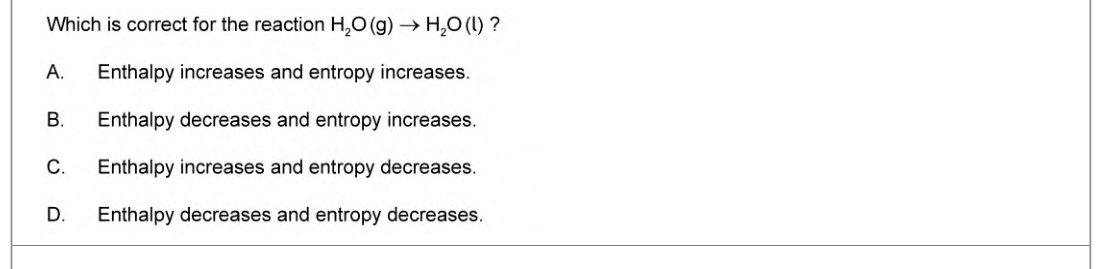 Which is correct for the reaction H₂O (g) → H₂O (l) ?
A. Enthalpy increases and entropy increases.
B. Enthalpy decreases and entropy increases.
C. Enthalpy increases and entropy decreases.
D. Enthalpy decreases and entropy decreases.